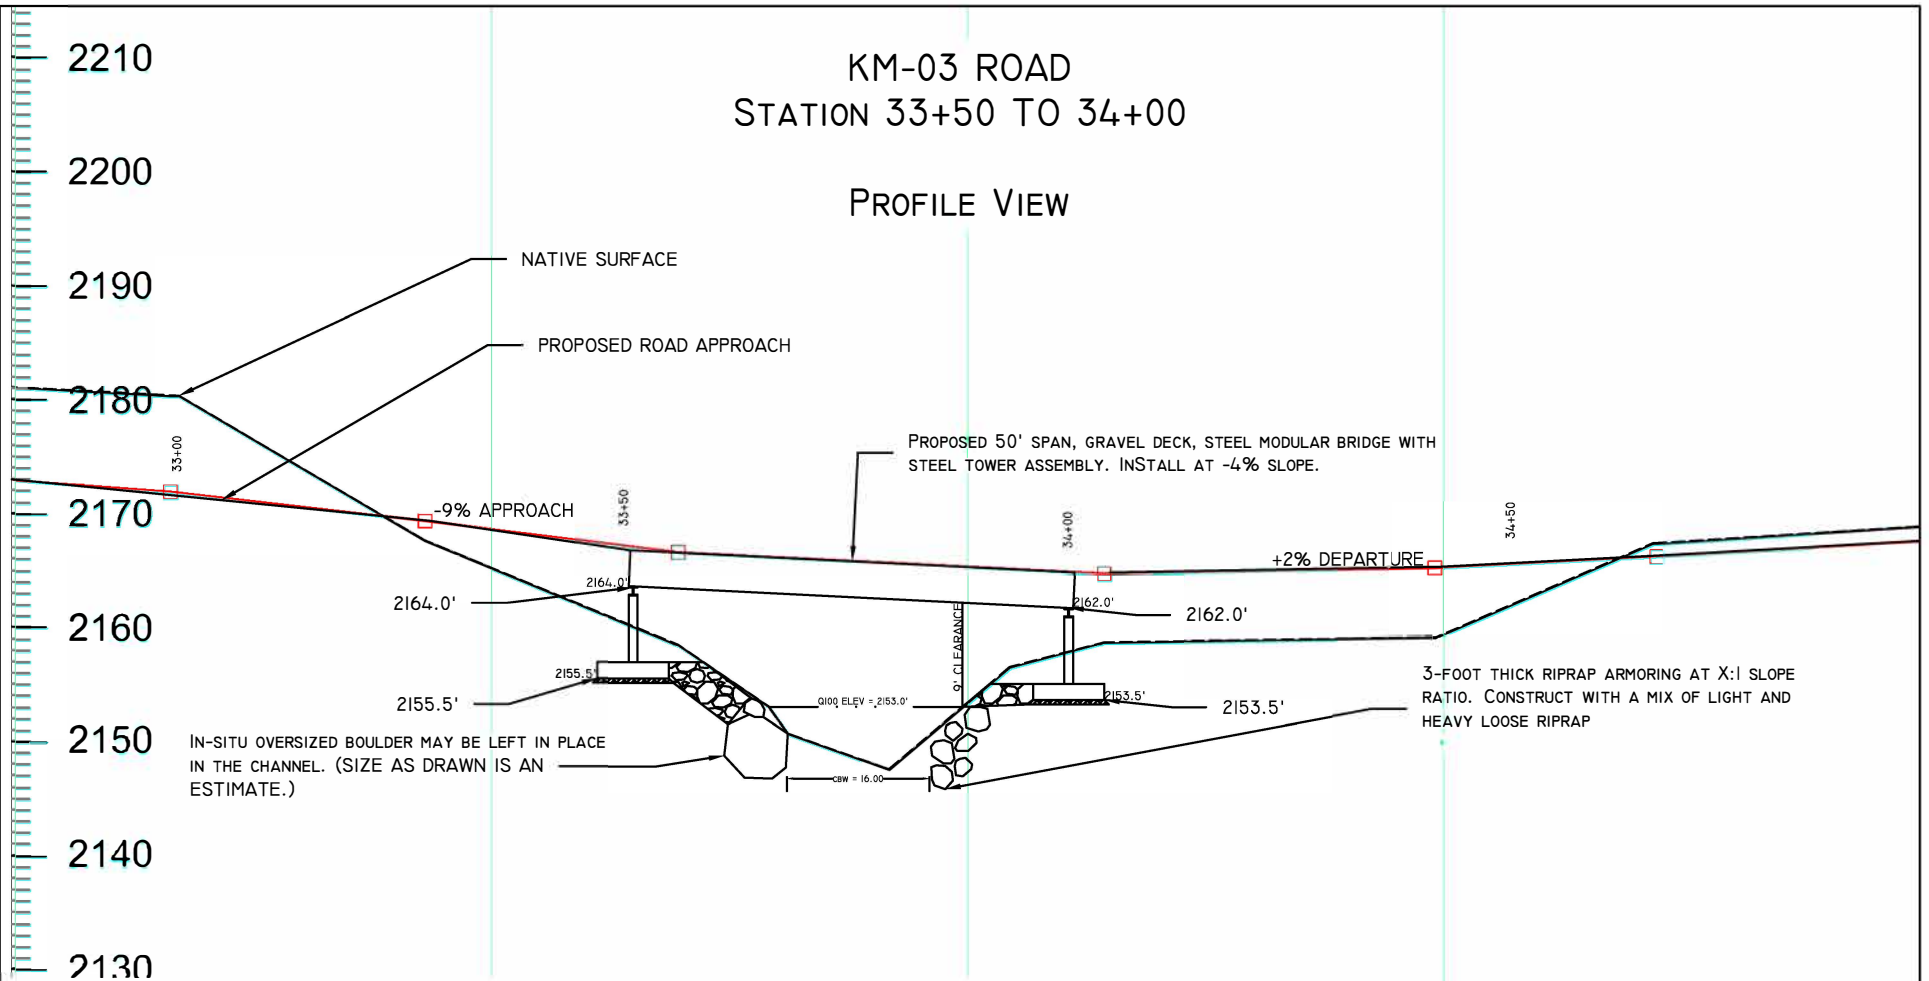 KM-03 ROAD
STATION 33+50 TO 34+00
PROFILE VIEW
2210
2200
2190
2180
2170
2160
2150
2140
2130
NATIVE SURFACE
PROPOSED ROAD APPROACH
33+00
-9% APPROACH
33+50
PROPOSED 50' SPAN, GRAVEL DECK, STEEL MODULAR BRIDGE WITH
STEEL TOWER ASSEMBLY. INSTALL AT -4% SLOPE.
34+00
34+50
+2% DEPARTURE
2164.0'
2164.0'
2162.0'
2162.0'
9' CLEARANCE
2155.5'
2155.5'
Q100 ELEV = 2153.0'
2153.5'
2153.5'
3-FOOT THICK RIPRAP ARMORING AT X:1 SLOPE
RATIO. CONSTRUCT WITH A MIX OF LIGHT AND
HEAVY LOOSE RIPRAP
IN-SITU OVERSIZED BOULDER MAY BE LEFT IN PLACE
IN THE CHANNEL. (SIZE AS DRAWN IS AN
ESTIMATE.)
CBW = 16.00